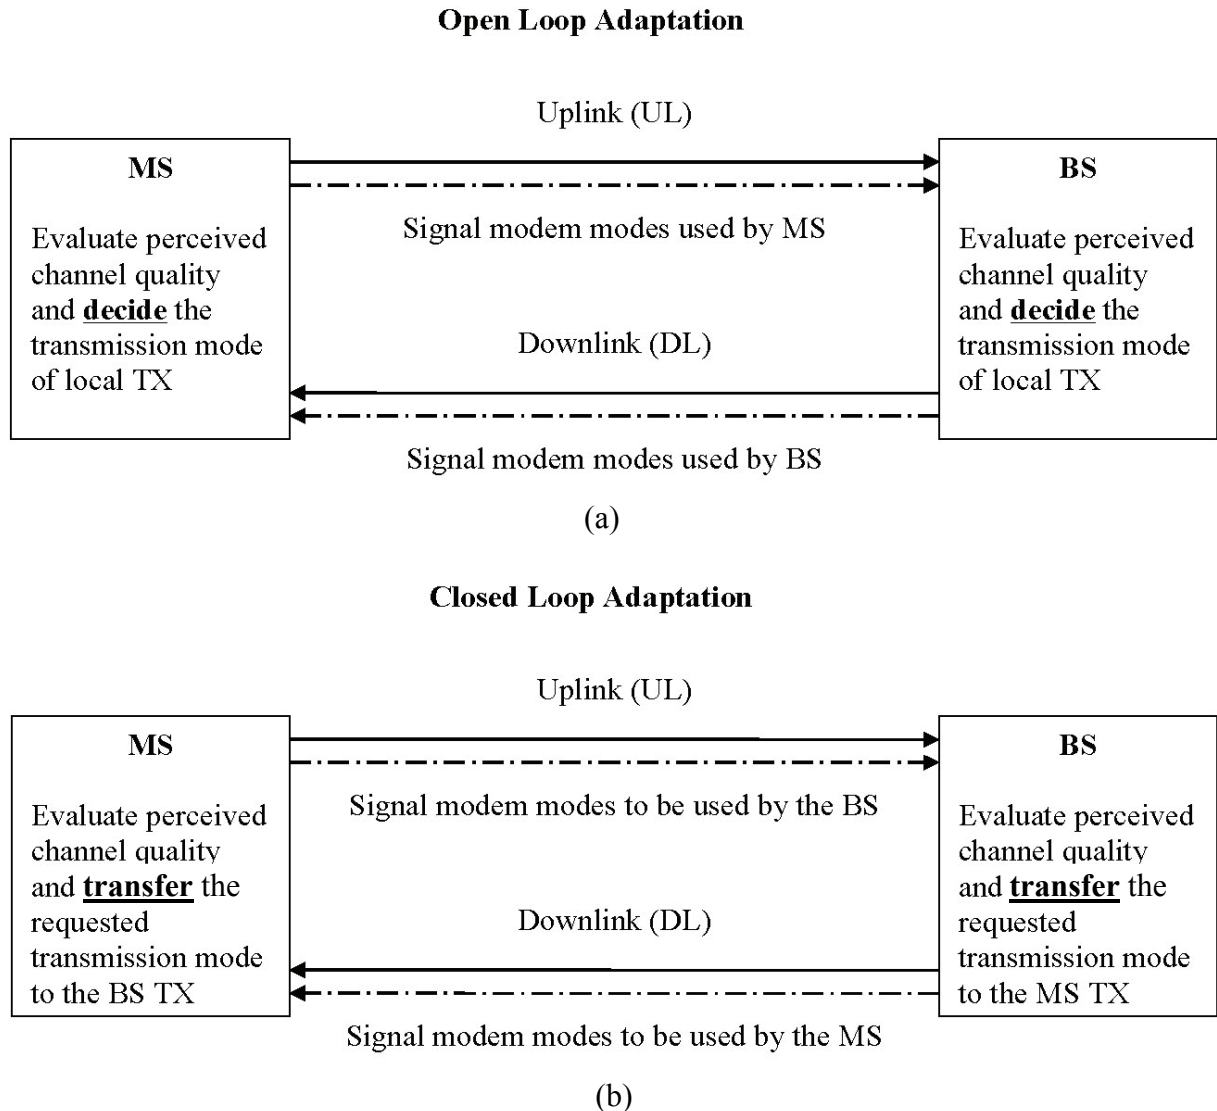 Open Loop Adaptation
Uplink (UL)
MS
BS
Signal modem modes used by MS
Evaluate perceived
channel quality
and decide the
transmission mode
of local TX
Evaluate perceived
channel quality
and decide the
transmission mode
of local TX
Downlink (DL)
Signal modem modes used by BS
(a)
Closed Loop Adaptation
Uplink (UL)
MS
BS
Signal modem modes to be used by the BS
Evaluate perceived
channel quality
and transfer the
requested
transmission mode
to the BS TX
Evaluate perceived
channel quality
and transfer the
requested
transmission mode
to the MS TX
Downlink (DL)
Signal modem modes to be used by the MS
(b)